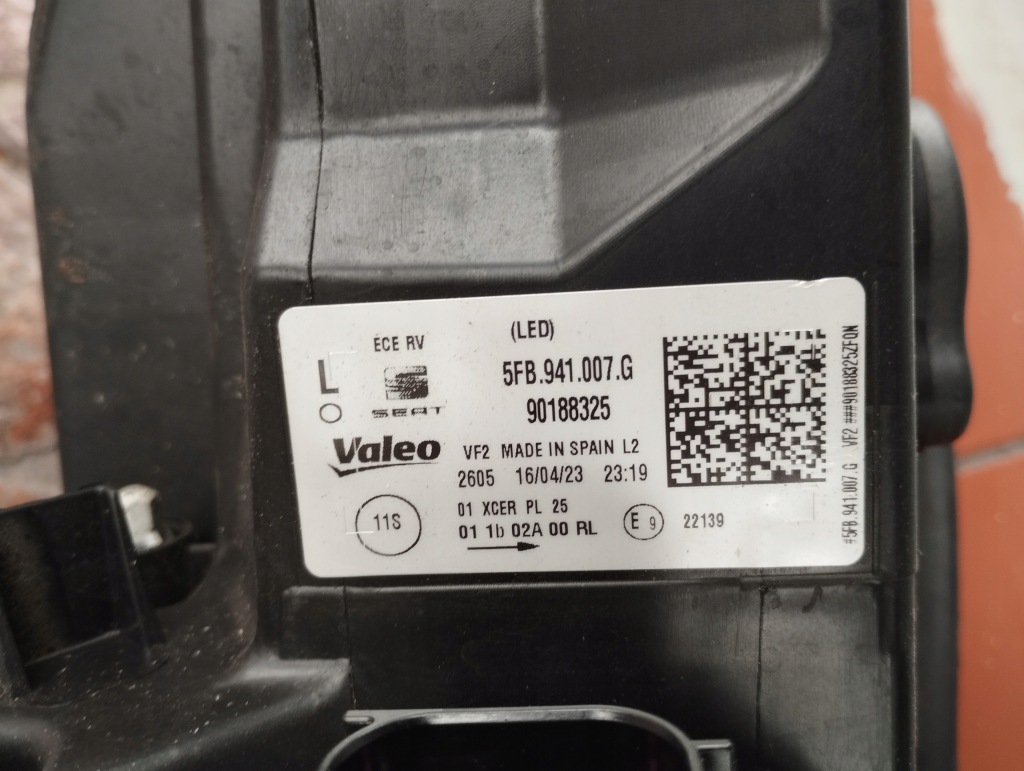 ECE RV
(LED)
L
SEAT
5FB.941.007.G
90188325
Valeo
VF2 MADE IN SPAIN L2
2605 16/04/23 23:19
11S
01 XCER PL 25
01 1b 02A 00 RL
E 9
22139
#5FB.941.007.G VF2 ###90188325ZF0N